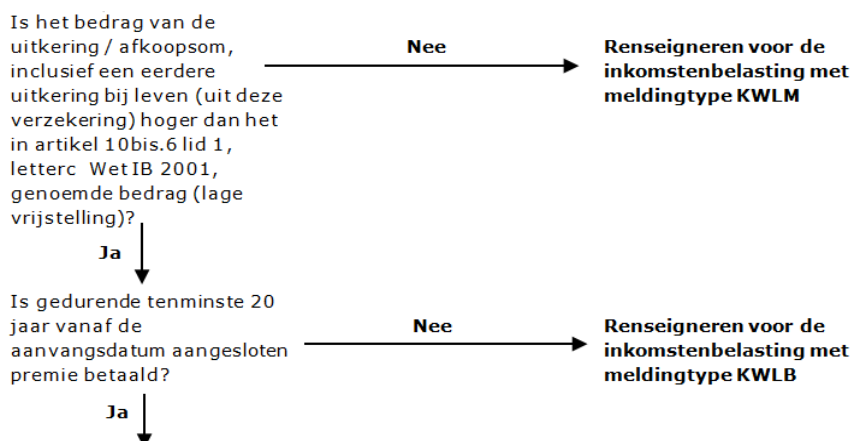 Is het bedrag van de
uitkering / afkoopsom,
inclusief een eerdere
uitkering bij leven (uit deze
verzekering) hoger dan het
in artikel 10bis.6 lid 1,
letterc Wet IB 2001,
genoemde bedrag (lage
vrijstelling)?
Nee
Renseigneren voor de
inkomstenbelasting met
meldingtype KWLM
Ja
Is gedurende tenminste 20
jaar vanaf de
aanvangsdatum aangesloten
premie betaald?
Nee
Renseigneren voor de
inkomstenbelasting met
meldingtype KWLB
Ja